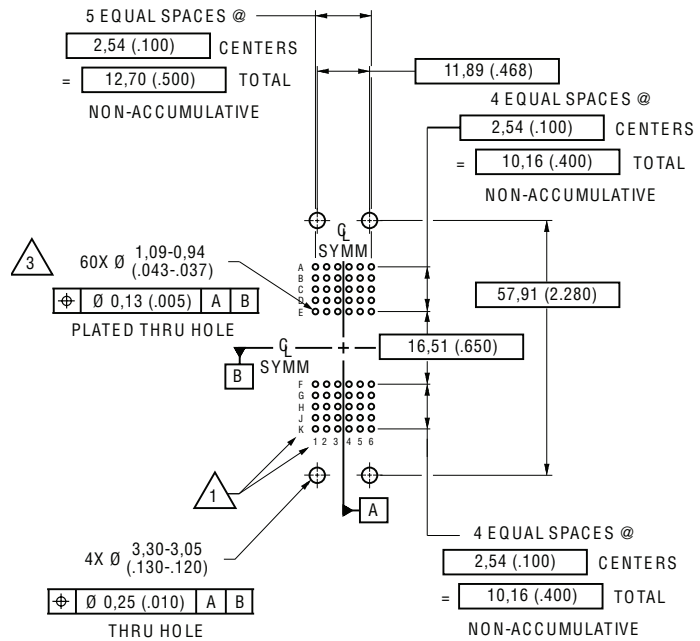 5 EQUAL SPACES @
2,54 (.100) CENTERS
= 12,70 (.500) TOTAL
NON-ACCUMULATIVE
11,89 (.468)
4 EQUAL SPACES @
2,54 (.100) CENTERS
= 10,16 (.400) TOTAL
NON-ACCUMULATIVE
CL
SYMM
3
60X Ø 1,09-0,94
(.043-.037)
⌖ Ø 0,13 (.005) A B
PLATED THRU HOLE
A
B
C
D
E
57,91 (2.280)
16,51 (.650)
CL
SYMM
B
F
G
H
J
K
1 2 3 4 5 6
1
A
4X Ø 3,30-3,05
(.130-.120)
⌖ Ø 0,25 (.010) A B
THRU HOLE
4 EQUAL SPACES @
2,54 (.100) CENTERS
= 10,16 (.400) TOTAL
NON-ACCUMULATIVE